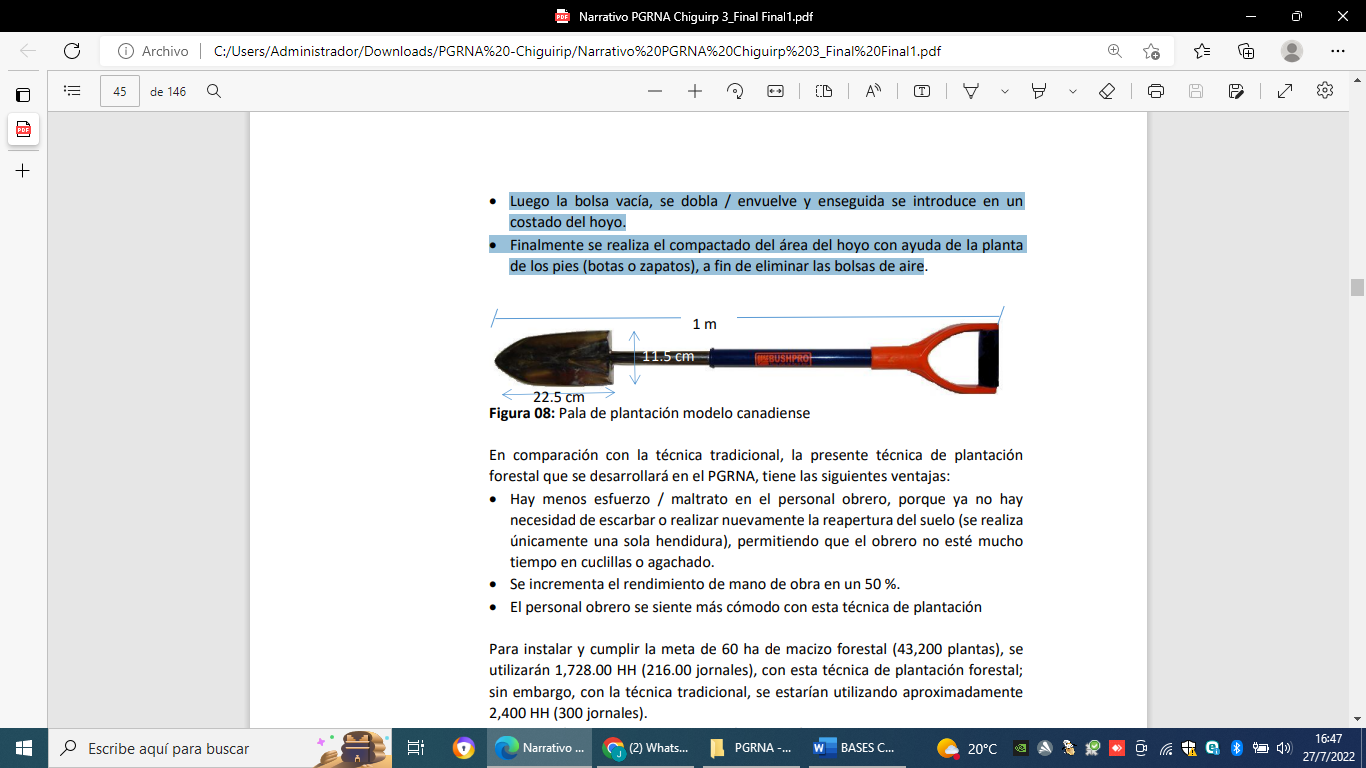 Narrativo PGRNA Chiguirp 3_Final Final1.pdf
Archivo
C:/Users/Administrador/Downloads/PGRNA%20-Chiguirip/Narrativo%20PGRNA%20Chiguirp%203_Final%20Final1.pdf
45 de 146
• Luego la bolsa vacía, se dobla / envuelve y enseguida se introduce en un
costado del hoyo.
• Finalmente se realiza el compactado del área del hoyo con ayuda de la planta
de los pies (botas o zapatos), a fin de eliminar las bolsas de aire.
1 m
11.5 cm
BUSHPRO
22.5 cm
Figura 08: Pala de plantación modelo canadiense
En comparación con la técnica tradicional, la presente técnica de plantación
forestal que se desarrollará en el PGRNA, tiene las siguientes ventajas:
• Hay menos esfuerzo / maltrato en el personal obrero, porque ya no hay
necesidad de escarbar o realizar nuevamente la reapertura del suelo (se realiza
únicamente una sola hendidura), permitiendo que el obrero no esté mucho
tiempo en cuclillas o agachado.
• Se incrementa el rendimiento de mano de obra en un 50 %.
• El personal obrero se siente más cómodo con esta técnica de plantación
Para instalar y cumplir la meta de 60 ha de macizo forestal (43,200 plantas), se
utilizarán 1,728.00 HH (216.00 jornales), con esta técnica de plantación forestal;
sin embargo, con la técnica tradicional, se estarían utilizando aproximadamente
2,400 HH (300 jornales).
Escribe aquí para buscar
Narrativo ...
(2) Whats...
PGRNA -...
BASES C...
20°C
16:47
27/7/2022